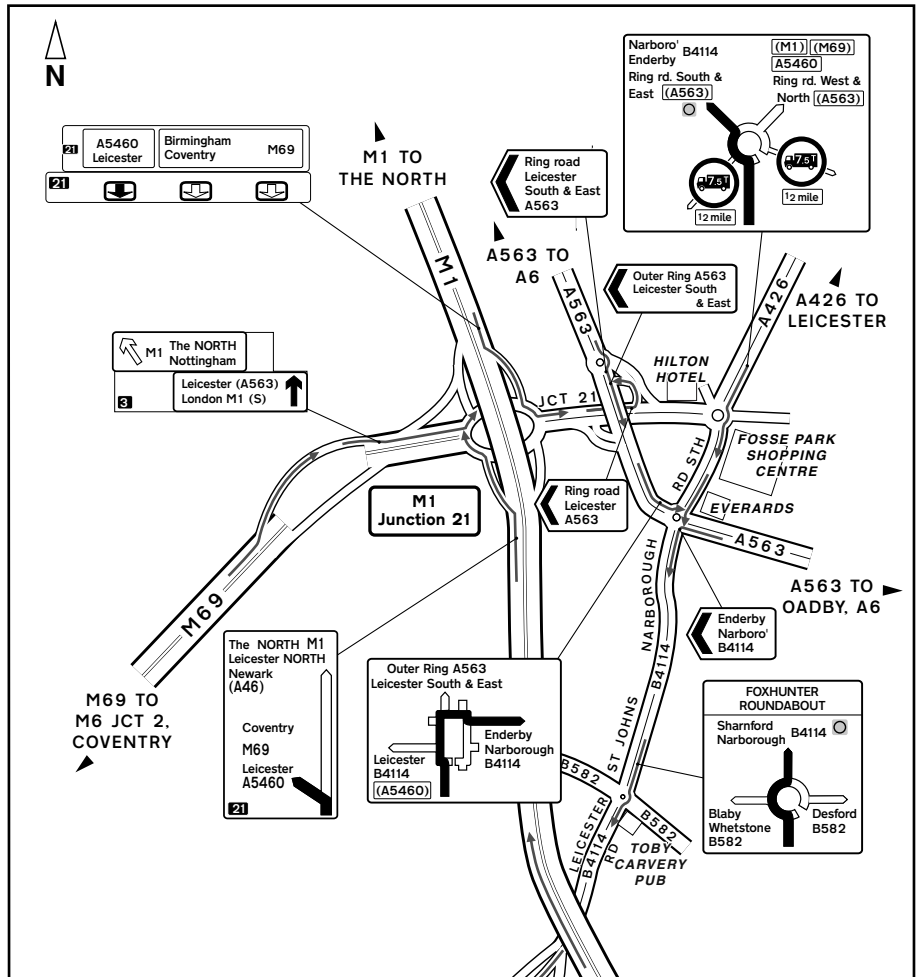 N
21
A5460
Leicester
Birmingham
Coventry
M69
21
M1 TO
THE NORTH
Ring road
Leicester
South & East
A563
Narboro' B4114
Enderby
Ring rd. South &
East (A563)
(M1) (M69)
A5460
Ring rd. West &
North (A563)
7.5T
7.5T
12 mile
12 mile
A563 TO
A6
M1
A563
Outer Ring A563
Leicester South
& East
A426
A426 TO
LEICESTER
M1 The NORTH
Nottingham
3
Leicester (A563)
London M1 (S)
HILTON
HOTEL
JCT 21
FOSSE PARK
SHOPPING
CENTRE
RD STH
M1
Junction 21
Ring road
Leicester
A563
EVERARDS
A563
A563 TO
OADBY, A6
M69
NARBOROUGH
B4114
Enderby
Narboro'
B4114
The NORTH M1
Leicester NORTH
Newark
(A46)
Coventry
M69
Leicester
A5460
21
M69 TO
M6 JCT 2,
COVENTRY
Outer Ring A563
Leicester South & East
Enderby
Narborough
B4114
Leicester
B4114
(A5460)
ST JOHNS
FOXHUNTER
ROUNDABOUT
Sharnford
Narborough B4114
Blaby
Whetstone
B582
Desford
B582
B582
B582
LEICESTER
RD
B4114
TOBY
CARVERY
PUB